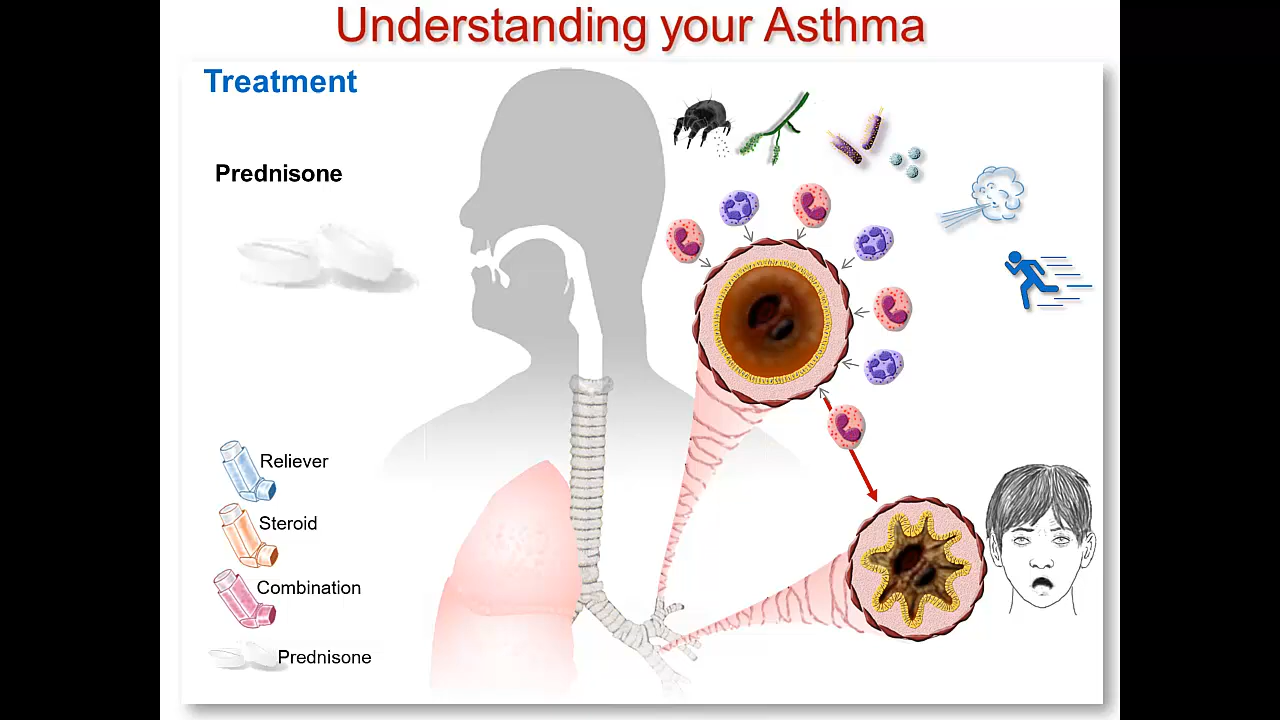 Understanding your Asthma
Treatment
Prednisone
Reliever
Steroid
Combination
Prednisone